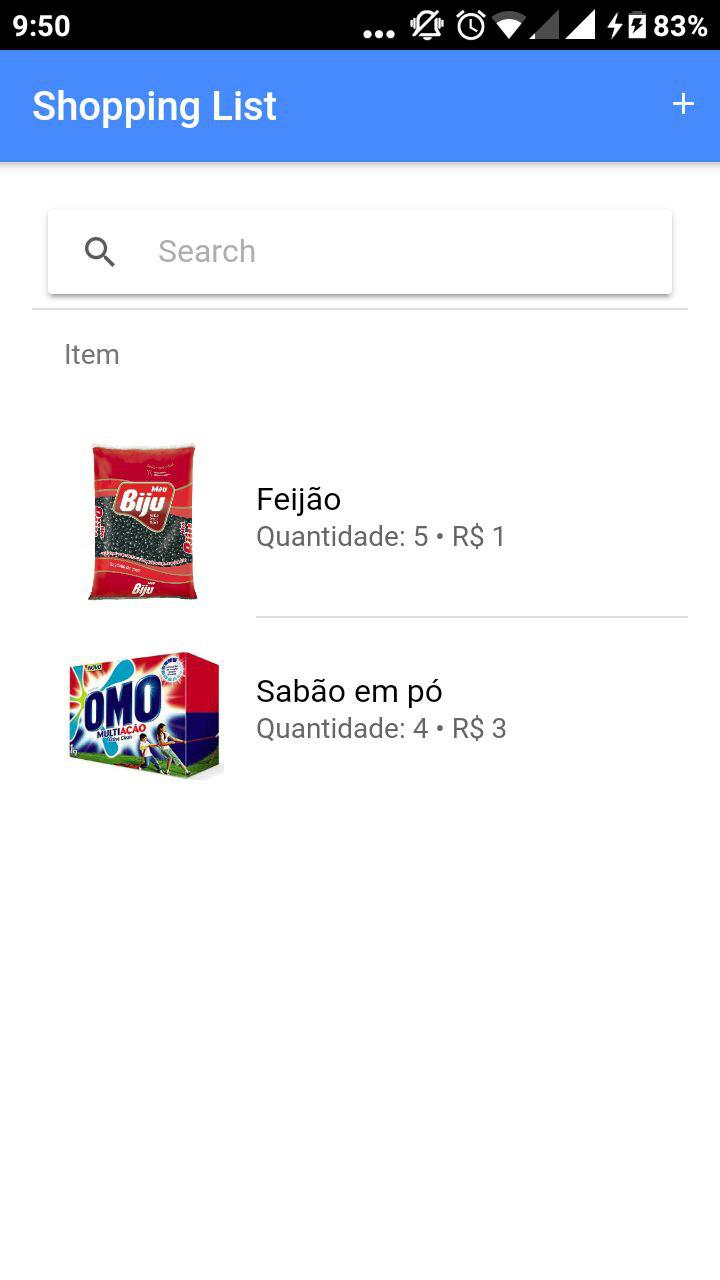 9:50
83%
Shopping List
+
Search
Item
Meu
Biju
Biju
Feijão
Quantidade: 5 • R$ 1
NOVO
OMO
MULTIAÇÃO
1kg
Sabão em pó
Quantidade: 4 • R$ 3